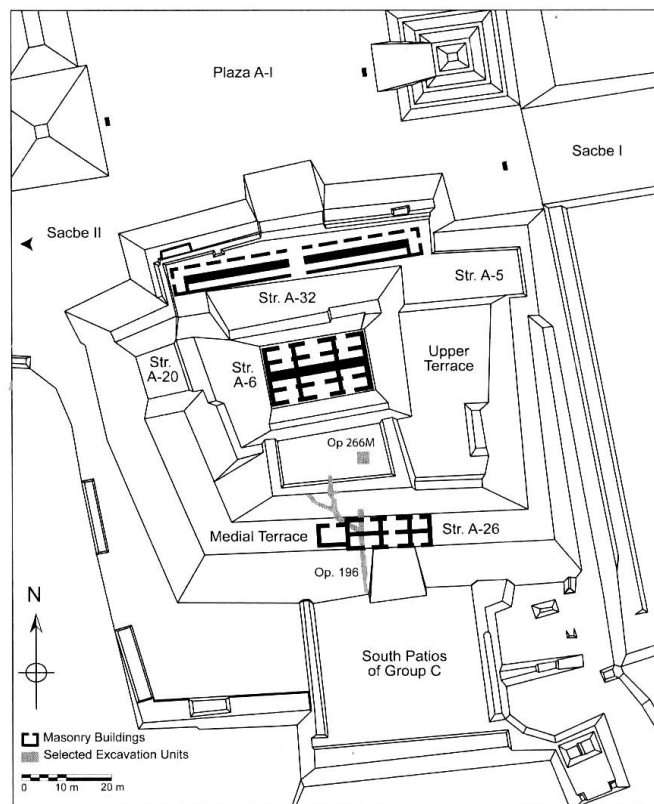 Plaza A-I
Sacbe I
Sacbe II
Str. A-5
Str. A-32
Str.
A-20
Str.
A-6
Upper
Terrace
Op 266M
Medial Terrace
Str. A-26
Op. 196
N
South Patios
of Group C
Masonry Buildings
Selected Excavation Units
0 10 m 20 m